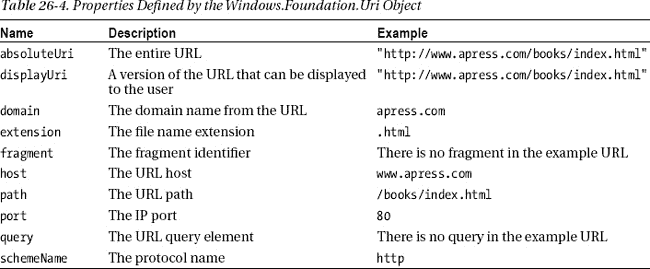 Table 26-4. Properties Defined by the Windows.Foundation.Uri Object
Name Description Example
absoluteUri The entire URL "http://www.apress.com/books/index.html"
displayUri A version of the URL that can be displayed "http://www.apress.com/books/index.html"
to the user
domain The domain name from the URL apress.com
extension The file name extension .html
fragment The fragment identifier There is no fragment in the example URL
host The URL host www.apress.com
path The URL path /books/index.html
port The IP port 80
query The URL query element There is no query in the example URL
schemeName The protocol name http